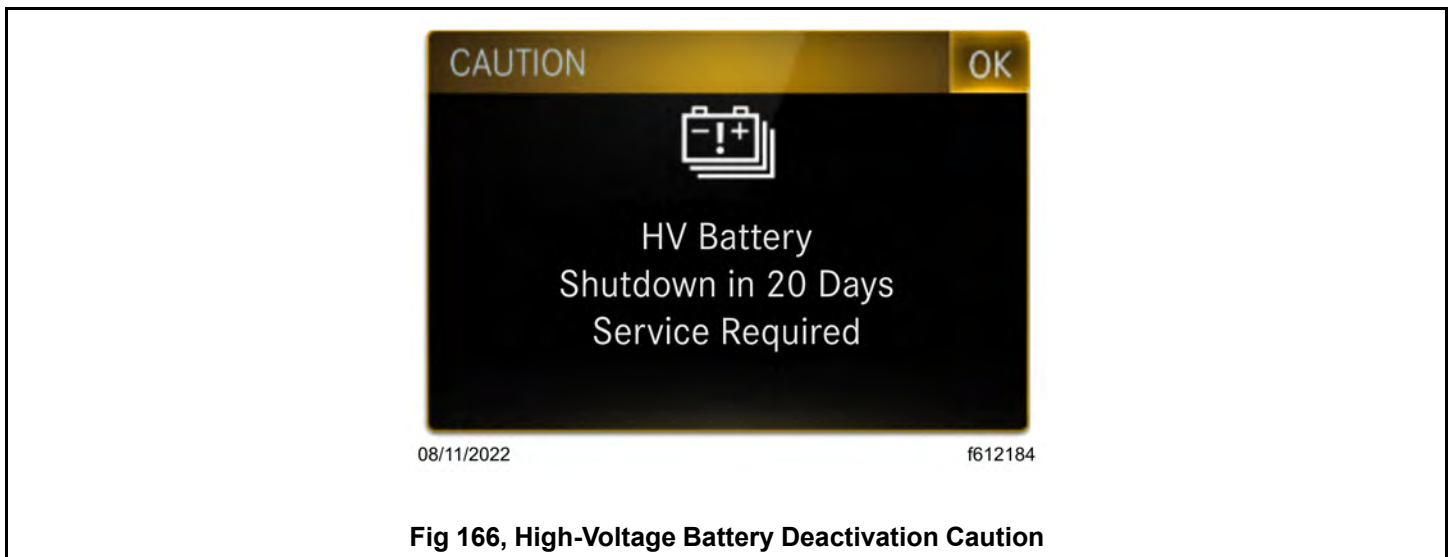 CAUTION OK
-!+
HV Battery
Shutdown in 20 Days
Service Required
08/11/2022 f612184
Fig 166, High-Voltage Battery Deactivation Caution